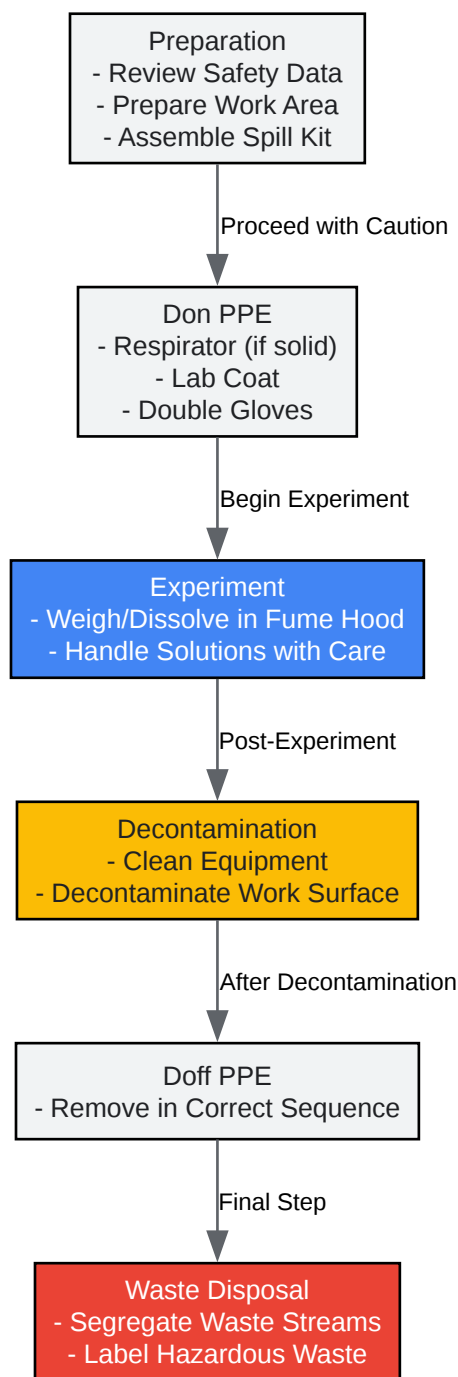 Preparation
- Review Safety Data
- Prepare Work Area
- Assemble Spill Kit
Proceed with Caution
Don PPE
- Respirator (if solid)
- Lab Coat
- Double Gloves
Begin Experiment
Experiment
- Weigh/Dissolve in Fume Hood
- Handle Solutions with Care
Post-Experiment
Decontamination
- Clean Equipment
- Decontaminate Work Surface
After Decontamination
Doff PPE
- Remove in Correct Sequence
Final Step
Waste Disposal
- Segregate Waste Streams
- Label Hazardous Waste